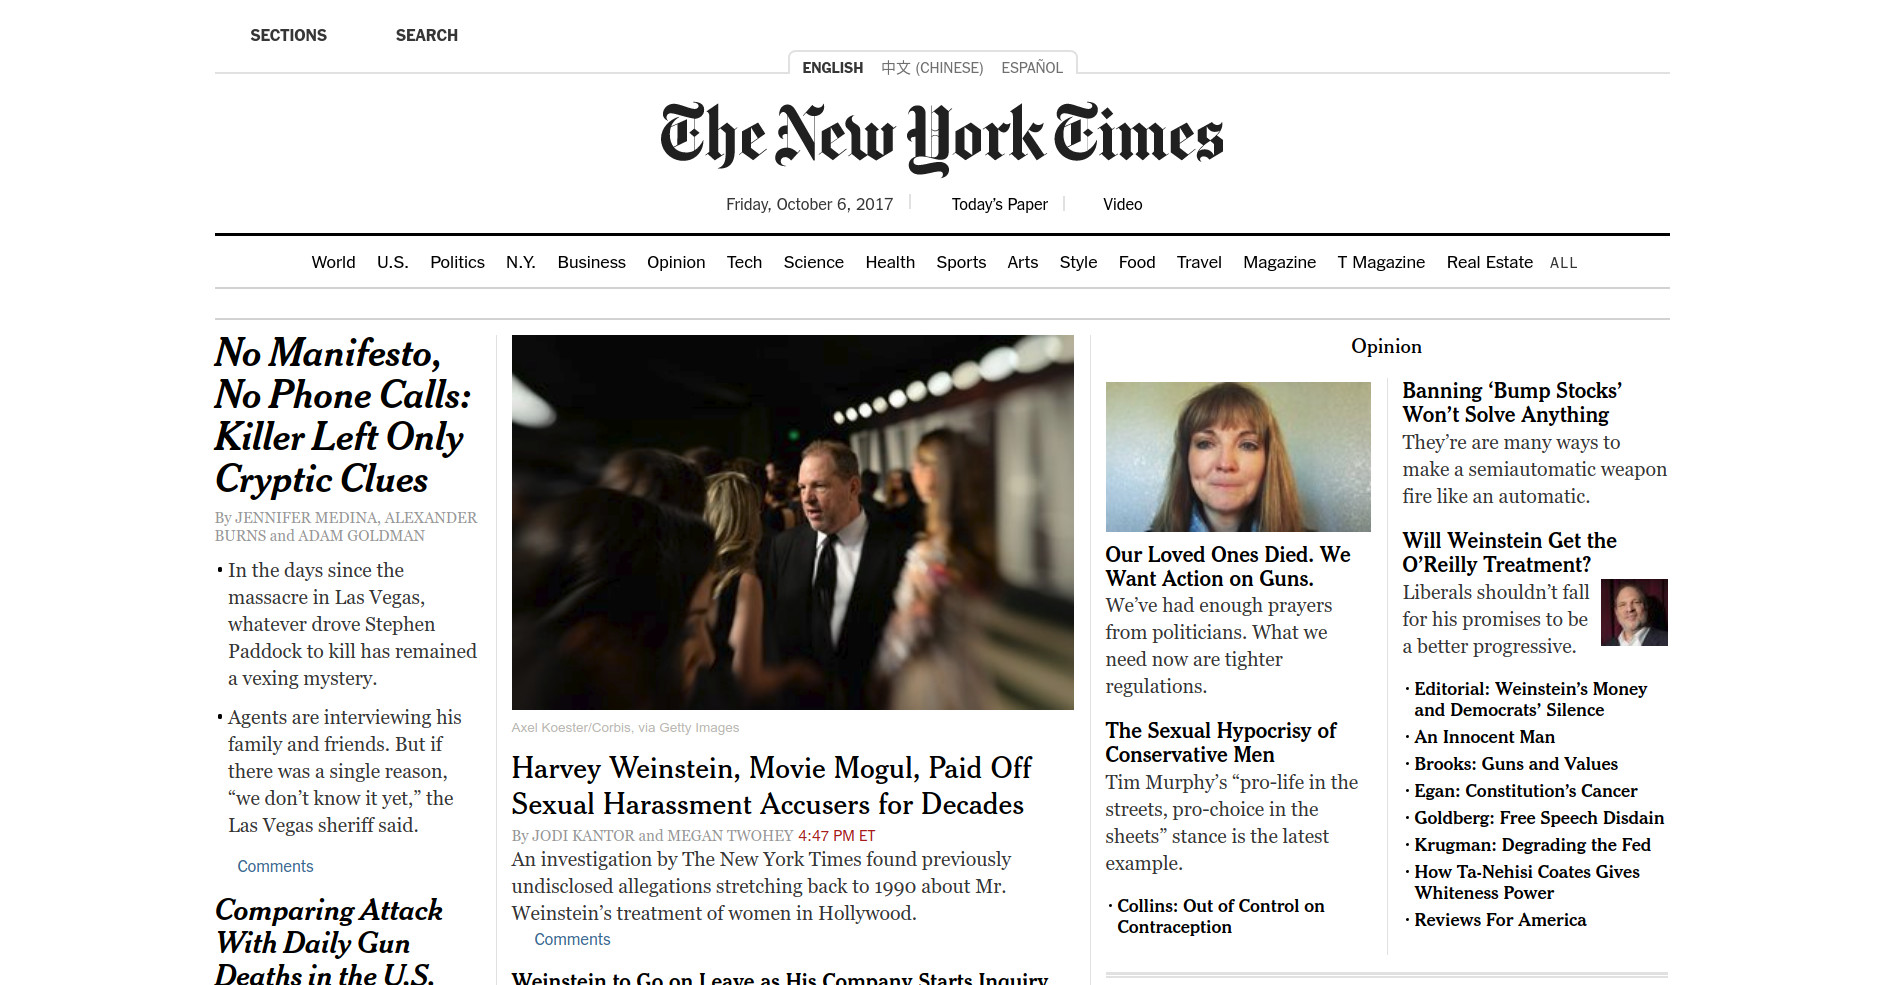 SECTIONS SEARCH
ENGLISH 中文 (CHINESE) ESPAÑOL
The New York Times
Friday, October 6, 2017 Today's Paper Video
World U.S. Politics N.Y. Business Opinion Tech Science Health Sports Arts Style Food Travel Magazine T Magazine Real Estate ALL
No Manifesto,
No Phone Calls:
Killer Left Only
Cryptic Clues
By JENNIFER MEDINA, ALEXANDER
BURNS and ADAM GOLDMAN
• In the days since the
massacre in Las Vegas,
whatever drove Stephen
Paddock to kill has remained
a vexing mystery.
• Agents are interviewing his
family and friends. But if
there was a single reason,
“we don’t know it yet,” the
Las Vegas sheriff said.
Comments
Comparing Attack
With Daily Gun
Deaths in the U.S.
Axel Koester/Corbis, via Getty Images
Harvey Weinstein, Movie Mogul, Paid Off
Sexual Harassment Accusers for Decades
By JODI KANTOR and MEGAN TWOHEY 4:47 PM ET
An investigation by The New York Times found previously
undisclosed allegations stretching back to 1990 about Mr.
Weinstein’s treatment of women in Hollywood.
Comments
Weinstein to Go on Leave as His Company Starts Inquiry
Opinion
Our Loved Ones Died. We
Want Action on Guns.
We’ve had enough prayers
from politicians. What we
need now are tighter
regulations.
The Sexual Hypocrisy of
Conservative Men
Tim Murphy’s “pro-life in the
streets, pro-choice in the
sheets” stance is the latest
example.
· Collins: Out of Control on
Contraception
Banning ‘Bump Stocks’
Won’t Solve Anything
They’re are many ways to
make a semiautomatic weapon
fire like an automatic.
Will Weinstein Get the
O’Reilly Treatment?
Liberals shouldn’t fall
for his promises to be
a better progressive.
· Editorial: Weinstein’s Money
and Democrats’ Silence
· An Innocent Man
· Brooks: Guns and Values
· Egan: Constitution’s Cancer
· Goldberg: Free Speech Disdain
· Krugman: Degrading the Fed
· How Ta-Nehisi Coates Gives
Whiteness Power
· Reviews For America